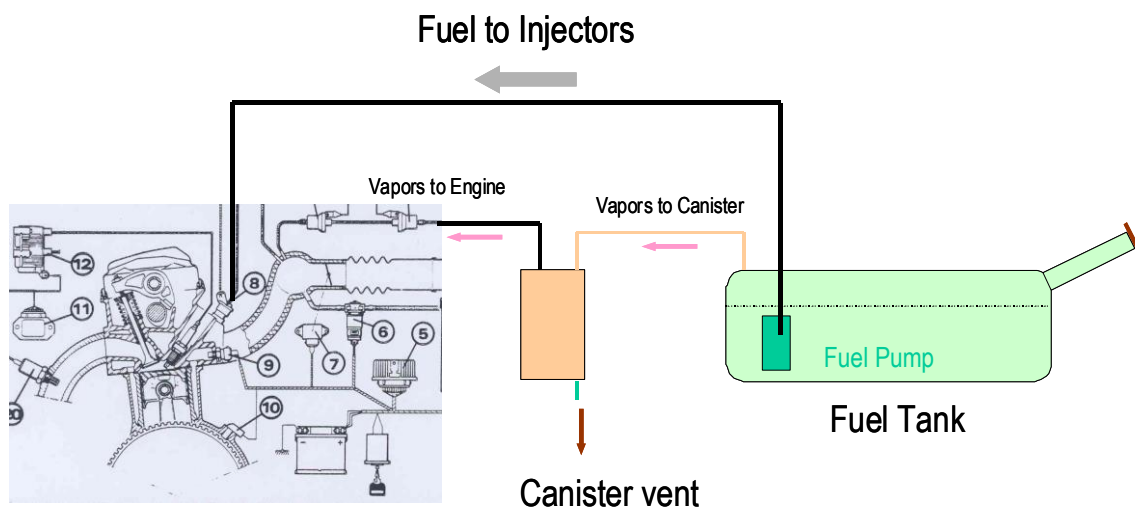 Fuel to Injectors
Vapors to Engine
Vapors to Canister
12
8
11
6
5
7
9
Fuel Pump
20
10
Fuel Tank
Canister vent